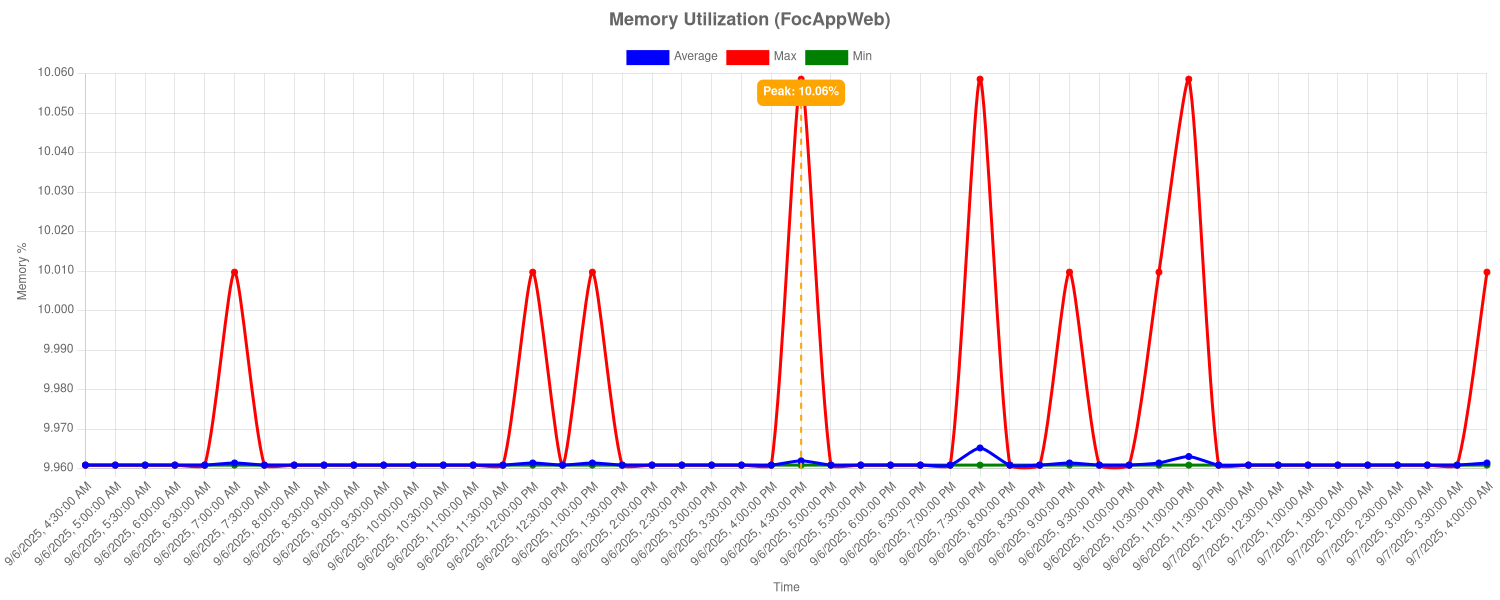 Memory Utilization (FocAppWeb)
Average Max Min
10.060
Peak: 10.06%
10.050
10.040
10.030
10.020
10.010
10.000
9.990
9.980
9.970
9.960
Memory %
9/6/2025, 4:30:00 AM
9/6/2025, 5:00:00 AM
9/6/2025, 5:30:00 AM
9/6/2025, 6:00:00 AM
9/6/2025, 6:30:00 AM
9/6/2025, 7:00:00 AM
9/6/2025, 7:30:00 AM
9/6/2025, 8:00:00 AM
9/6/2025, 8:30:00 AM
9/6/2025, 9:00:00 AM
9/6/2025, 9:30:00 AM
9/6/2025, 10:00:00 AM
9/6/2025, 10:30:00 AM
9/6/2025, 11:00:00 AM
9/6/2025, 11:30:00 AM
9/6/2025, 12:00:00 PM
9/6/2025, 12:30:00 PM
9/6/2025, 1:00:00 PM
9/6/2025, 1:30:00 PM
9/6/2025, 2:00:00 PM
9/6/2025, 2:30:00 PM
9/6/2025, 3:00:00 PM
9/6/2025, 3:30:00 PM
9/6/2025, 4:00:00 PM
9/6/2025, 4:30:00 PM
9/6/2025, 5:00:00 PM
9/6/2025, 5:30:00 PM
9/6/2025, 6:00:00 PM
9/6/2025, 6:30:00 PM
9/6/2025, 7:00:00 PM
9/6/2025, 7:30:00 PM
9/6/2025, 8:00:00 PM
9/6/2025, 8:30:00 PM
9/6/2025, 9:00:00 PM
9/6/2025, 9:30:00 PM
9/6/2025, 10:00:00 PM
9/6/2025, 10:30:00 PM
9/6/2025, 11:00:00 PM
9/6/2025, 11:30:00 PM
9/7/2025, 12:00:00 AM
9/7/2025, 12:30:00 AM
9/7/2025, 1:00:00 AM
9/7/2025, 1:30:00 AM
9/7/2025, 2:00:00 AM
9/7/2025, 2:30:00 AM
9/7/2025, 3:00:00 AM
9/7/2025, 3:30:00 AM
9/7/2025, 4:00:00 AM
Time